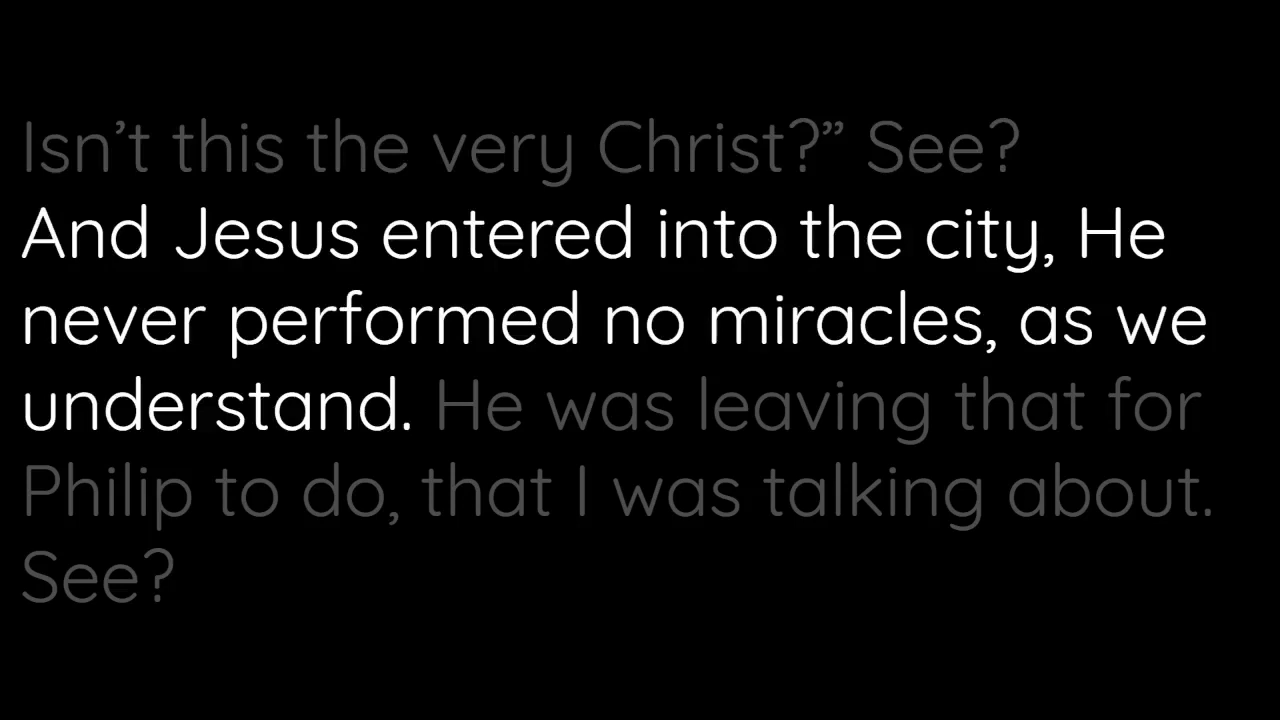 Isn’t this the very Christ?” See?
And Jesus entered into the city, He
never performed no miracles, as we
understand. He was leaving that for
Philip to do, that I was talking about.
See?